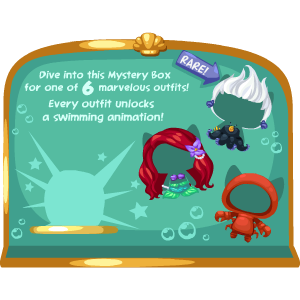 RARE!
Dive into this Mystery Box
for one of 6 marvelous outfits!
Every outfit unlocks
a swimming animation!